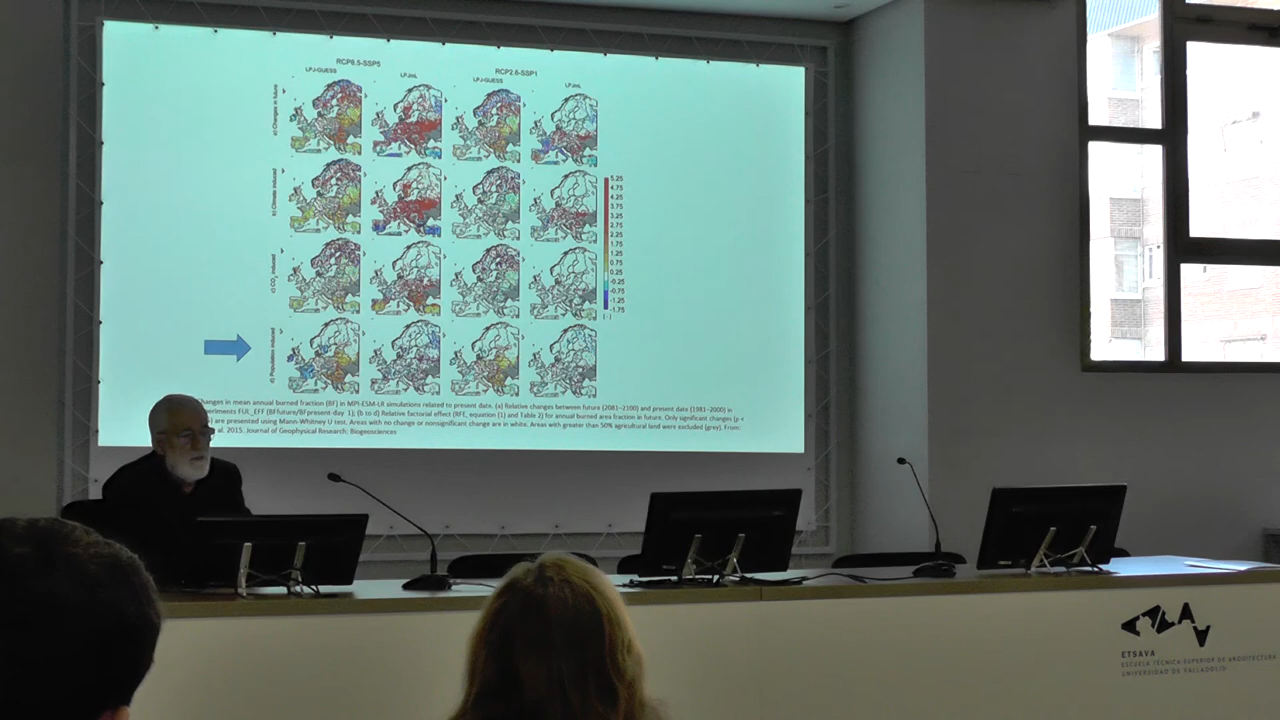 RCP8.5-SSP5 RCP2.6-SSP1
LPJ-GUESS LPJmL LPJ-GUESS LPJmL
a) Changes in future
b) Climate induced
c) CO2 induced
d) Population induced
5.25
4.75
4.25
3.75
3.25
2.75
2.25
1.75
1.25
0.75
0.25
-0.25
-0.75
-1.25
-1.75
[-]
hanges in mean annual burned fraction (BF) in MPI-ESM-LR simulations related to present date. (a) Relative changes between future (2081–2100) and present date (1981–2000) in
periments FUL_EFF (BFfuture/BFpresent-day 1); (b to d) Relative factorial effect (RFE, equation (1) and Table 2) for annual burned area fraction in future. Only significant changes (p <
) are presented using Mann-Whitney U test. Areas with no change or nonsignificant change are in white. Areas with greater than 50% agricultural land were excluded (grey). From:
al. 2015. Journal of Geophysical Research: Biogeosciences
ETSAVA
ESCUELA TÉCNICA SUPERIOR DE ARQUITECTURA
UNIVERSIDAD DE VALLADOLID